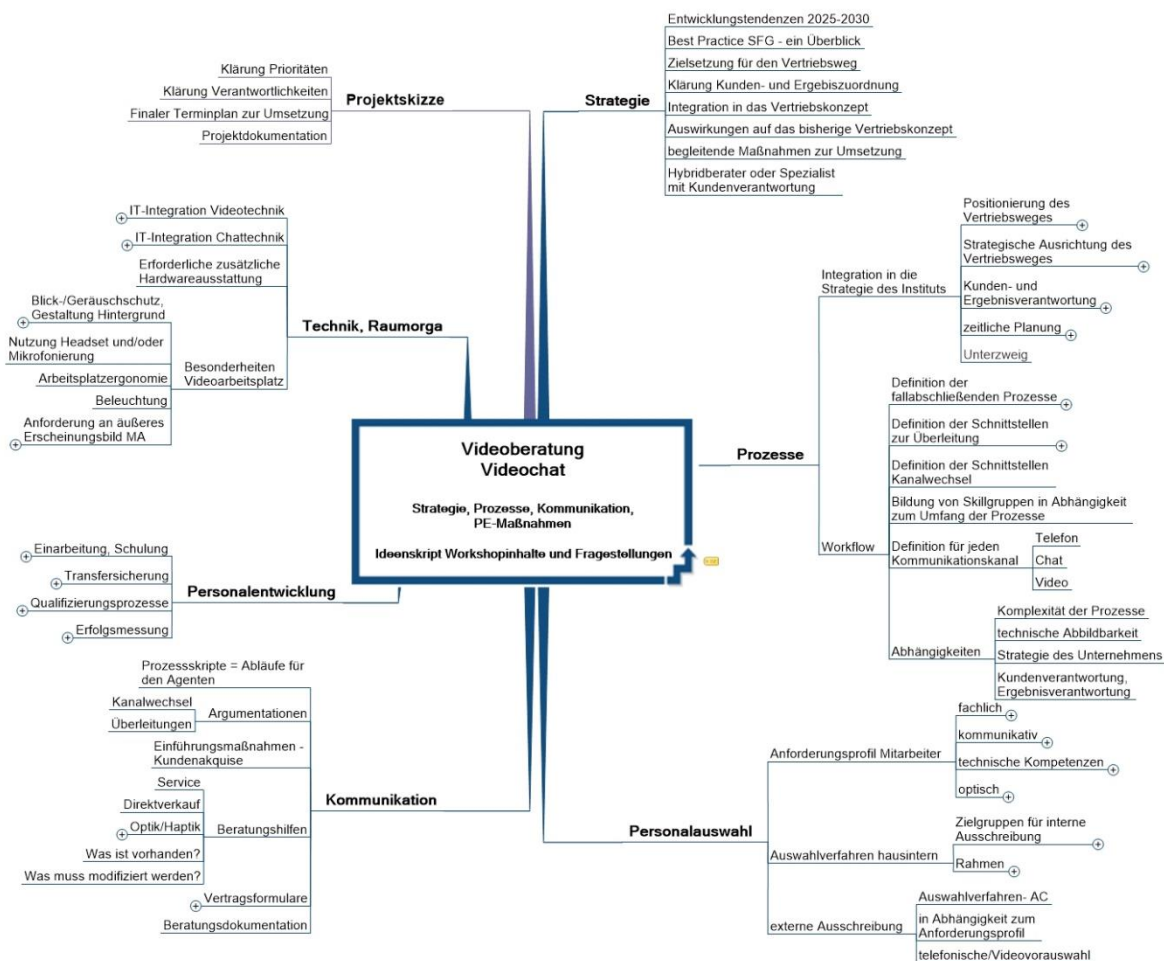 Videoberatung
Videochat
Strategie, Prozesse, Kommunikation,
PE-Maßnahmen
Ideenskript Workshopinhalte und Fragestellungen
Projektskizze
Klärung Prioritäten
Klärung Verantwortlichkeiten
Finaler Terminplan zur Umsetzung
Projektdokumentation
Strategie
Entwicklungstendenzen 2025-2030
Best Practice SFG - ein Überblick
Zielsetzung für den Vertriebsweg
Klärung Kunden- und Ergebiszuordnung
Integration in das Vertriebskonzept
Auswirkungen auf das bisherige Vertriebskonzept
begleitende Maßnahmen zur Umsetzung
Hybridberater oder Spezialist
mit Kundenverantwortung
Technik, Raumorga
IT-Integration Videotechnik
IT-Integration Chattechnik
Erforderliche zusätzliche
Hardwareausstattung
Besonderheiten
Videoarbeitsplatz
Blick-/Geräuschschutz,
Gestaltung Hintergrund
Nutzung Headset und/oder
Mikrofonierung
Arbeitsplatzergonomie
Beleuchtung
Anforderung an äußeres
Erscheinungsbild MA
Prozesse
Integration in die
Strategie des Instituts
Positionierung des
Vertriebsweges
Strategische Ausrichtung des
Vertriebsweges
Kunden- und
Ergebnisverantwortung
zeitliche Planung
Unterzweig
Workflow
Definition der
fallabschließenden Prozesse
Definition der Schnittstellen
zur Überleitung
Definition der Schnittstellen
Kanalwechsel
Bildung von Skillgruppen in Abhängigkeit
zum Umfang der Prozesse
Definition für jeden
Kommunikationskanal
Telefon
Chat
Video
Abhängigkeiten
Komplexität der Prozesse
technische Abbildbarkeit
Strategie des Unternehmens
Kundenverantwortung,
Ergebnisverantwortung
Personalentwicklung
Einarbeitung, Schulung
Transfersicherung
Qualifizierungsprozesse
Erfolgsmessung
Kommunikation
Prozessskripte = Abläufe für
den Agenten
Argumentationen
Kanalwechsel
Überleitungen
Einführungsmaßnahmen -
Kundenakquise
Beratungshilfen
Service
Direktverkauf
Optik/Haptik
Was ist vorhanden?
Was muss modifiziert werden?
Vertragsformulare
Beratungsdokumentation
Personalauswahl
Anforderungsprofil Mitarbeiter
fachlich
kommunikativ
technische Kompetenzen
optisch
Auswahlverfahren hausintern
Zielgruppen für interne
Ausschreibung
Rahmen
externe Ausschreibung
Auswahlverfahren- AC
in Abhängigkeit zum
Anforderungsprofil
telefonische/Videovorauswahl